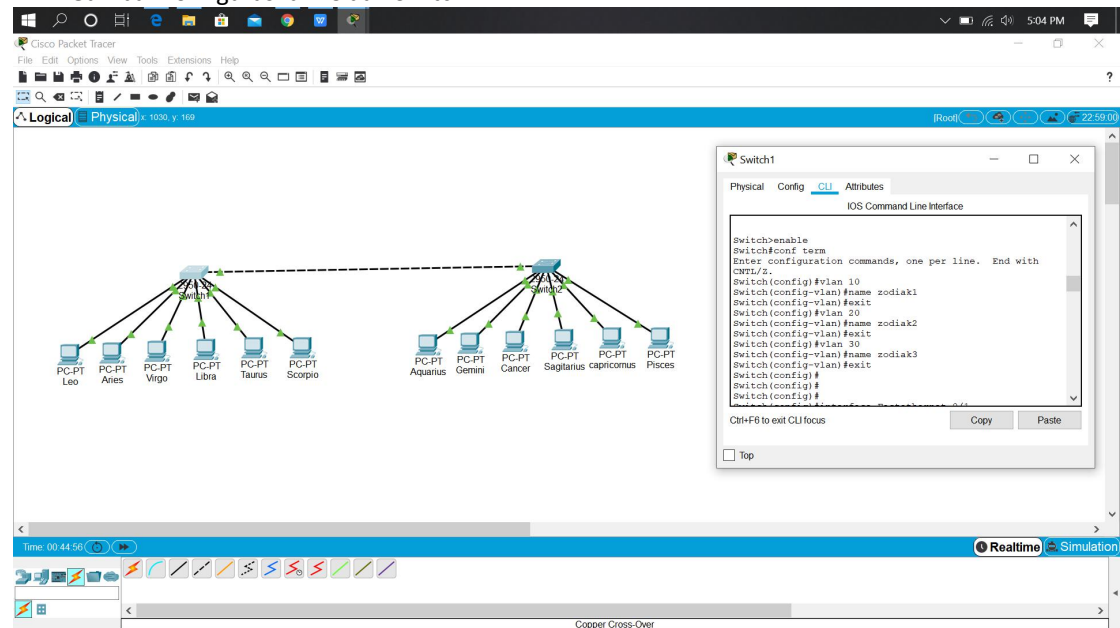 5:04 PM
Cisco Packet Tracer
File Edit Options View Tools Extensions Help
?
Logical Physical x: 1030, y: 169 [Root] 22:59:00
Switch1
Physical Config CLI Attributes
IOS Command Line Interface
Switch>enable
Switch#conf term
Enter configuration commands, one per line. End with
CNTL/Z.
Switch(config)#vlan 10
Switch(config-vlan)#name zodiak1
Switch(config-vlan)#exit
Switch(config)#vlan 20
Switch(config-vlan)#name zodiak2
Switch(config-vlan)#exit
Switch(config)#vlan 30
Switch(config-vlan)#name zodiak3
Switch(config-vlan)#exit
Switch(config)#
Switch(config)#
Switch(config)#
Ctrl+F6 to exit CLI focus
Copy Paste
Top
2950-24
Switch1
2950-24
Switch2
PC-PT
Leo
PC-PT
Aries
PC-PT
Virgo
PC-PT
Libra
PC-PT
Taurus
PC-PT
Scorpio
PC-PT
Aquarius
PC-PT
Gemini
PC-PT
Cancer
PC-PT
Sagitarius
PC-PT
capricornus
PC-PT
Pisces
Time: 00:44:56
Realtime Simulation
Copper Cross-Over